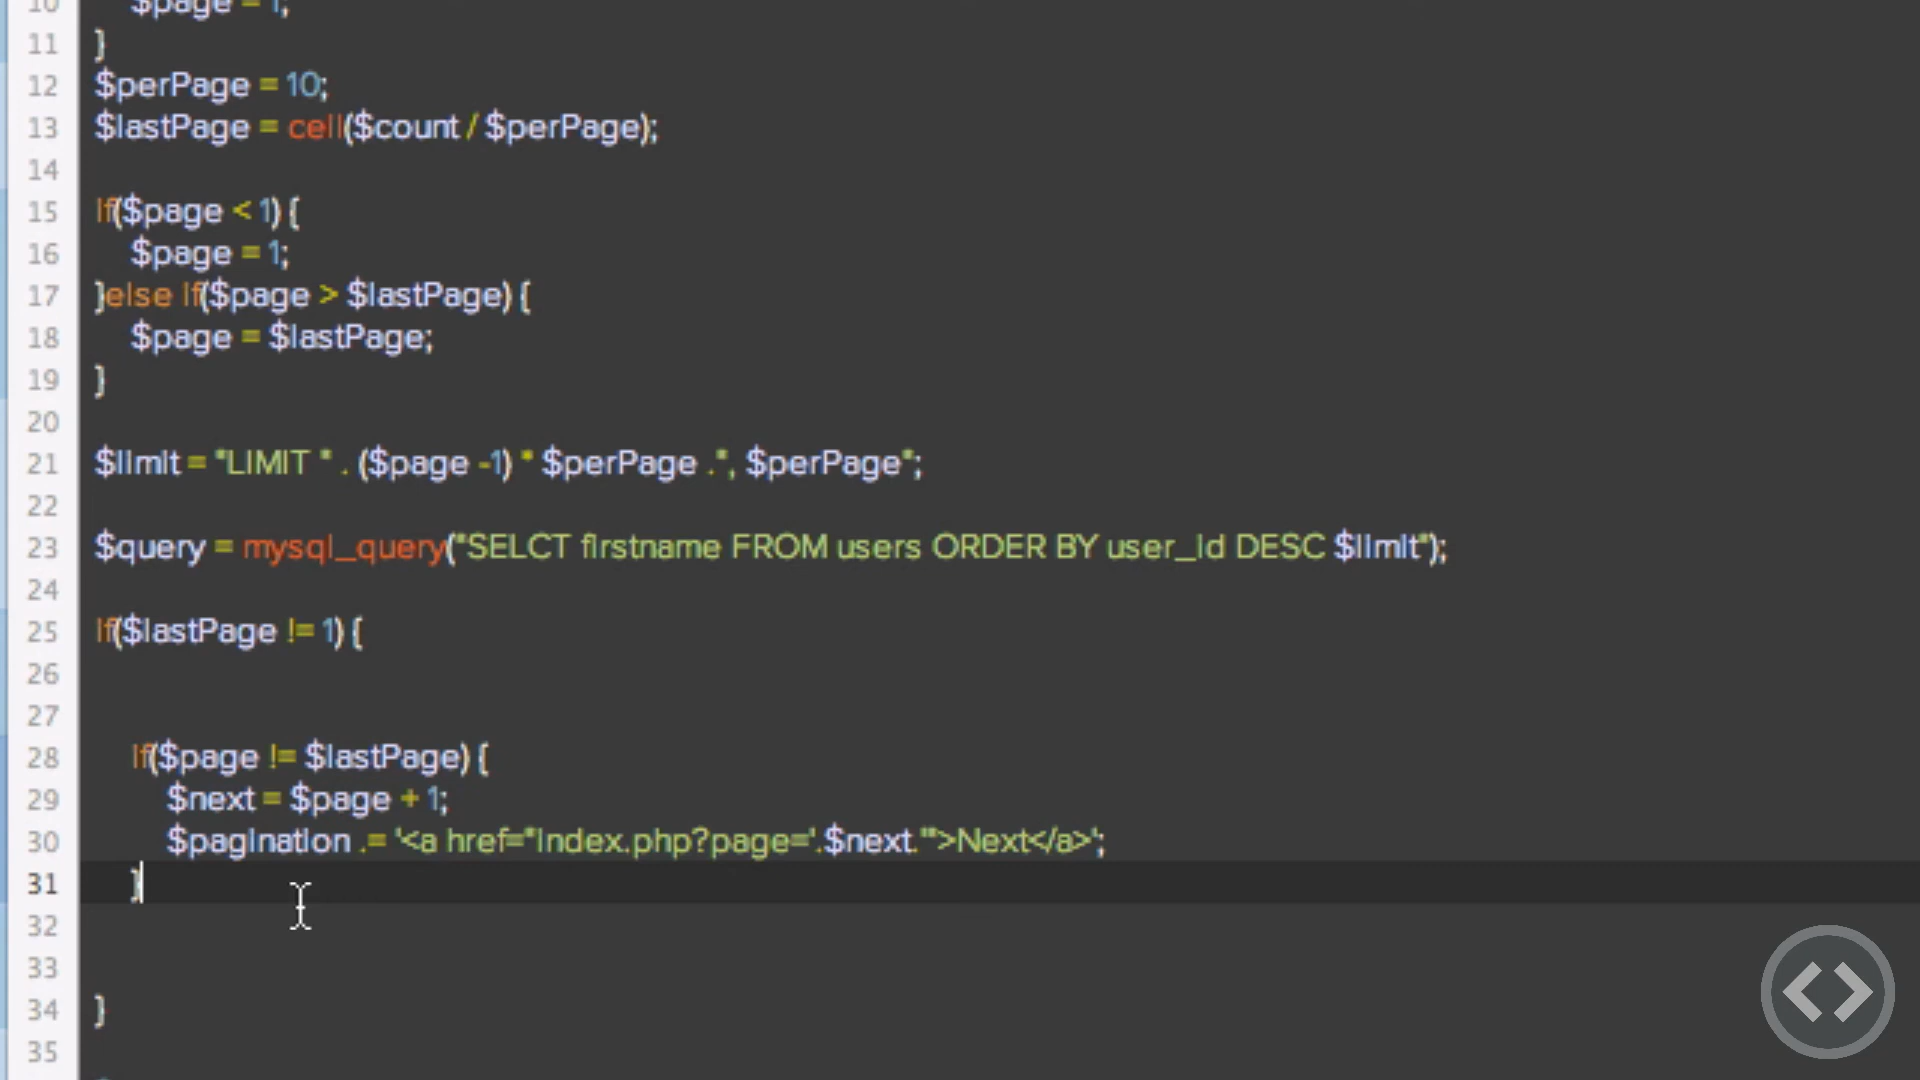 10 $page = 1;
11 }
12 $perPage = 10;
13 $lastPage = ceil($count / $perPage);
14
15 if($page < 1) {
16 $page = 1;
17 }else if($page > $lastPage) {
18 $page = $lastPage;
19 }
20
21 $limit = "LIMIT " . ($page -1) * $perPage .", $perPage";
22
23 $query = mysql_query("SELCT firstname FROM users ORDER BY user_id DESC $limit");
24
25 if($lastPage != 1) {
26
27
28 if($page != $lastPage) {
29 $next = $page + 1;
30 $pagination .= '<a href="index.php?page='.$next.'">Next</a>';
31 }
32
33
34 }
35